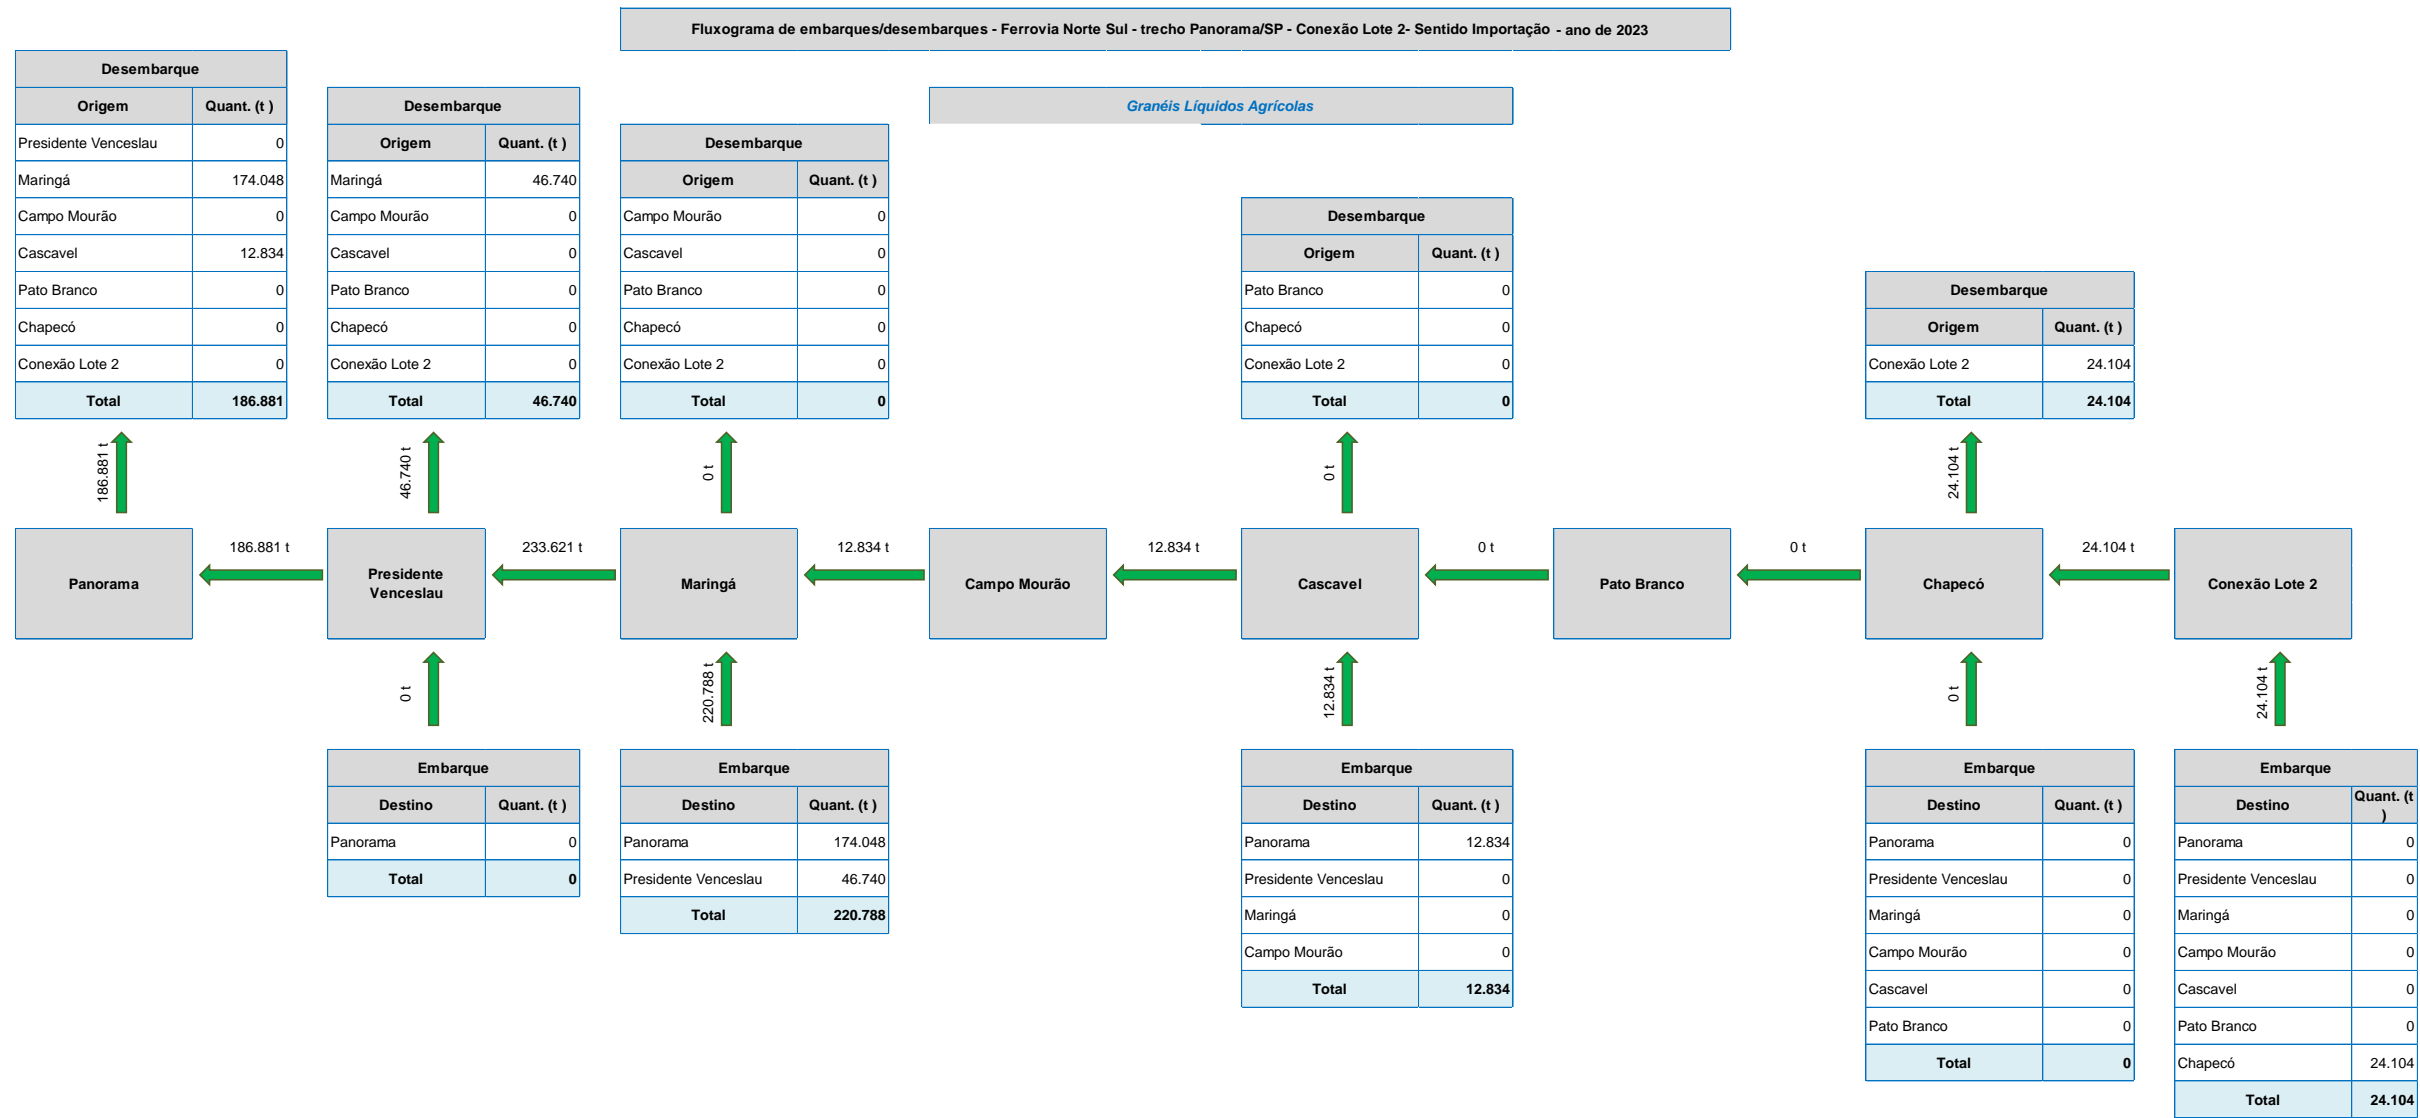 Fluxograma de embarques/desembarques - Ferrovia Norte Sul - trecho Panorama/SP - Conexão Lote 2- Sentido Importação - ano de 2023
Granéis Líquidos Agrícolas
Desembarque
Origem Quant. (t )
Presidente Venceslau 0
Maringá 174.048
Campo Mourão 0
Cascavel 12.834
Pato Branco 0
Chapecó 0
Conexão Lote 2 0
Total 186.881
Desembarque
Origem Quant. (t )
Maringá 46.740
Campo Mourão 0
Cascavel 0
Pato Branco 0
Chapecó 0
Conexão Lote 2 0
Total 46.740
Desembarque
Origem Quant. (t )
Campo Mourão 0
Cascavel 0
Pato Branco 0
Chapecó 0
Conexão Lote 2 0
Total 0
Desembarque
Origem Quant. (t )
Pato Branco 0
Chapecó 0
Conexão Lote 2 0
Total 0
Desembarque
Origem Quant. (t )
Conexão Lote 2 24.104
Total 24.104
186.881 t
46.740 t
0 t
0 t
24.104 t
Panorama
186.881 t
Presidente
Venceslau
233.621 t
Maringá
12.834 t
Campo Mourão
12.834 t
Cascavel
0 t
Pato Branco
0 t
Chapecó
24.104 t
Conexão Lote 2
0 t
220.788 t
12.834 t
0 t
24.104 t
Embarque
Destino Quant. (t )
Panorama 0
Total 0
Embarque
Destino Quant. (t )
Panorama 174.048
Presidente Venceslau 46.740
Total 220.788
Embarque
Destino Quant. (t )
Panorama 12.834
Presidente Venceslau 0
Maringá 0
Campo Mourão 0
Total 12.834
Embarque
Destino Quant. (t )
Panorama 0
Presidente Venceslau 0
Maringá 0
Campo Mourão 0
Cascavel 0
Pato Branco 0
Total 0
Embarque
Destino Quant. (t
)
Panorama 0
Presidente Venceslau 0
Maringá 0
Campo Mourão 0
Cascavel 0
Pato Branco 0
Chapecó 24.104
Total 24.104